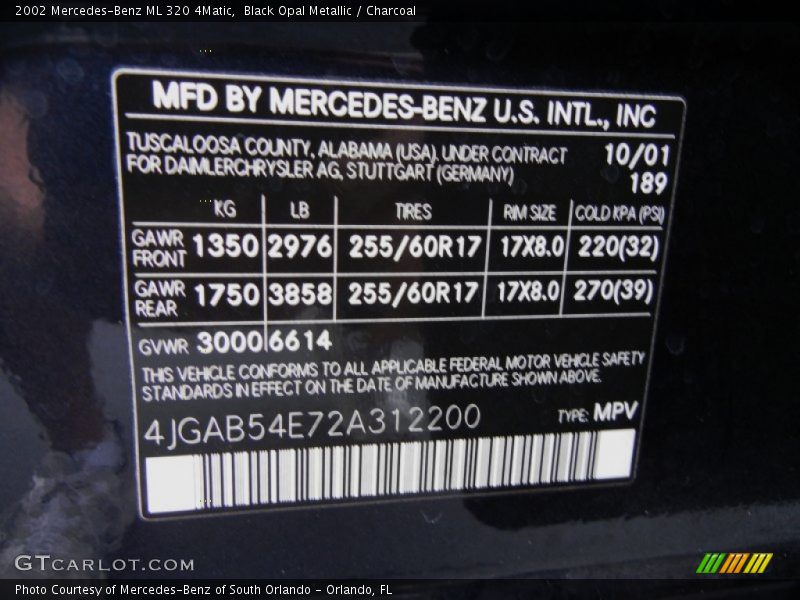 2002 Mercedes-Benz ML 320 4Matic,  Black Opal Metallic / Charcoal
MFD BY MERCEDES-BENZ U.S. INTL., INC
TUSCALOOSA COUNTY, ALABAMA (USA), UNDER CONTRACT 10/01
FOR DAIMLERCHRYSLER AG, STUTTGART (GERMANY) 189
KG LB TIRES RIM SIZE COLD KPA (PSI)
GAWR FRONT 1350 2976 255/60R17 17X8.0 220(32)
GAWR REAR 1750 3858 255/60R17 17X8.0 270(39)
GVWR 3000 6614
THIS VEHICLE CONFORMS TO ALL APPLICABLE FEDERAL MOTOR VEHICLE SAFETY
STANDARDS IN EFFECT ON THE DATE OF MANUFACTURE SHOWN ABOVE.
4JGAB54E72A312200 TYPE: MPV
GTCARLOT.COM
Photo Courtesy of Mercedes-Benz of South Orlando - Orlando, FL